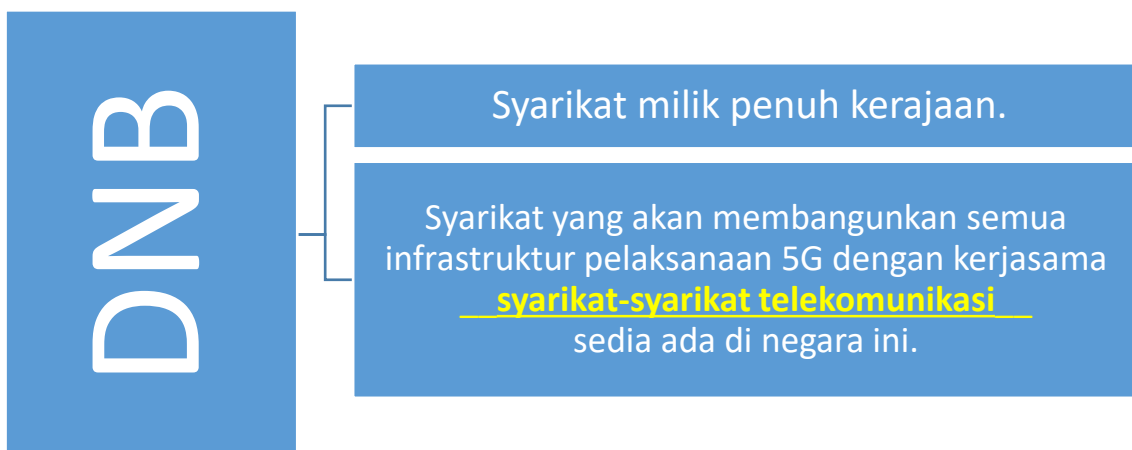 DNB
Syarikat milik penuh kerajaan.
Syarikat yang akan membangunkan semua
infrastruktur pelaksanaan 5G dengan kerjasama
__syarikat-syarikat telekomunikasi__
sedia ada di negara ini.